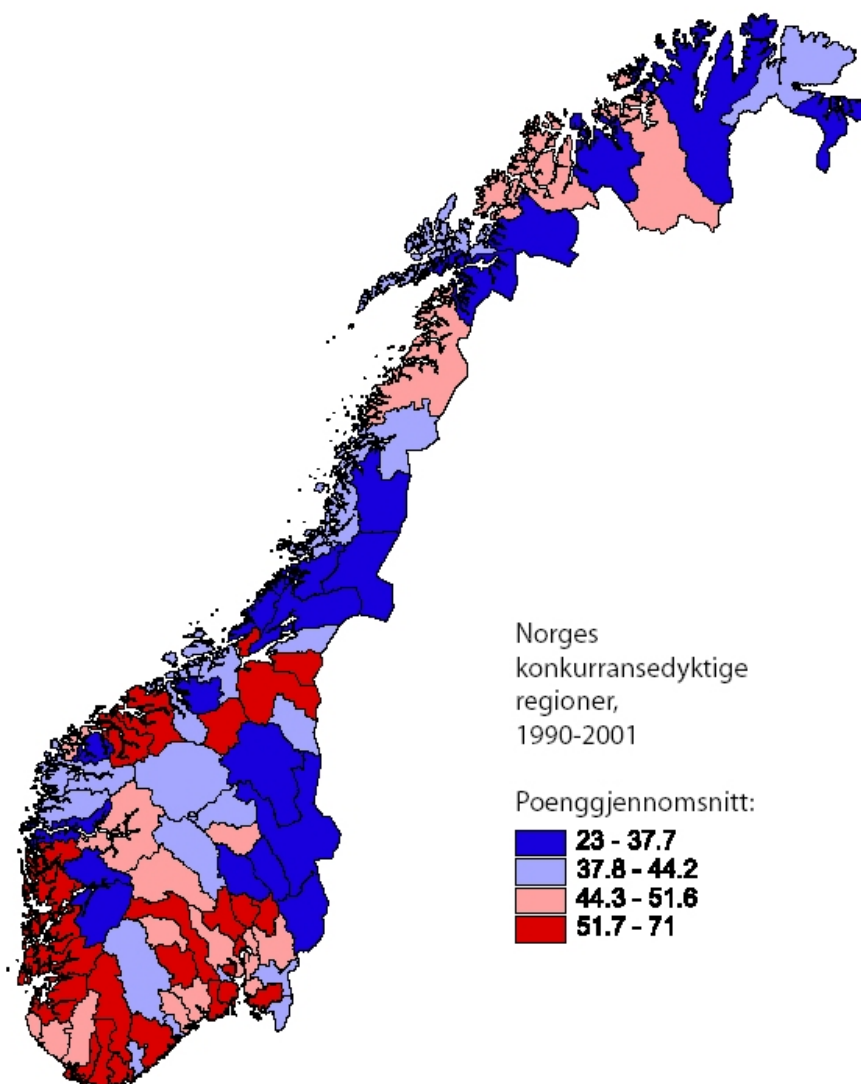 Norges
konkurransedyktige
regioner,
1990-2001
Poenggjennomsnitt:
23 - 37.7
37.8 - 44.2
44.3 - 51.6
51.7 - 71